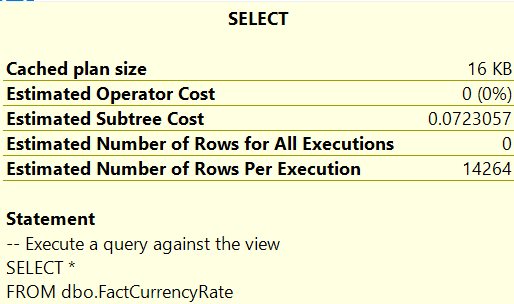 SELECT
Cached plan size 16 KB
Estimated Operator Cost 0 (0%)
Estimated Subtree Cost 0.0723057
Estimated Number of Rows for All Executions 0
Estimated Number of Rows Per Execution 14264
Statement
-- Execute a query against the view
SELECT *
FROM dbo.FactCurrencyRate